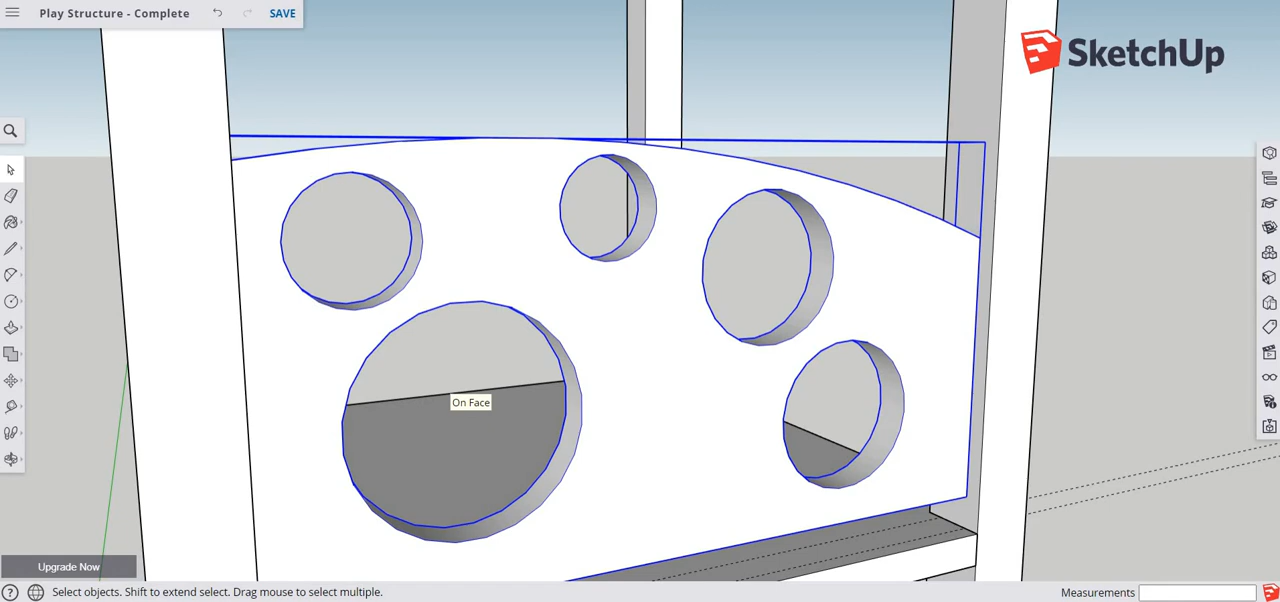 Play Structure - Complete
SAVE
SketchUp
On Face
Upgrade Now
Select objects. Shift to extend select. Drag mouse to select multiple.
Measurements